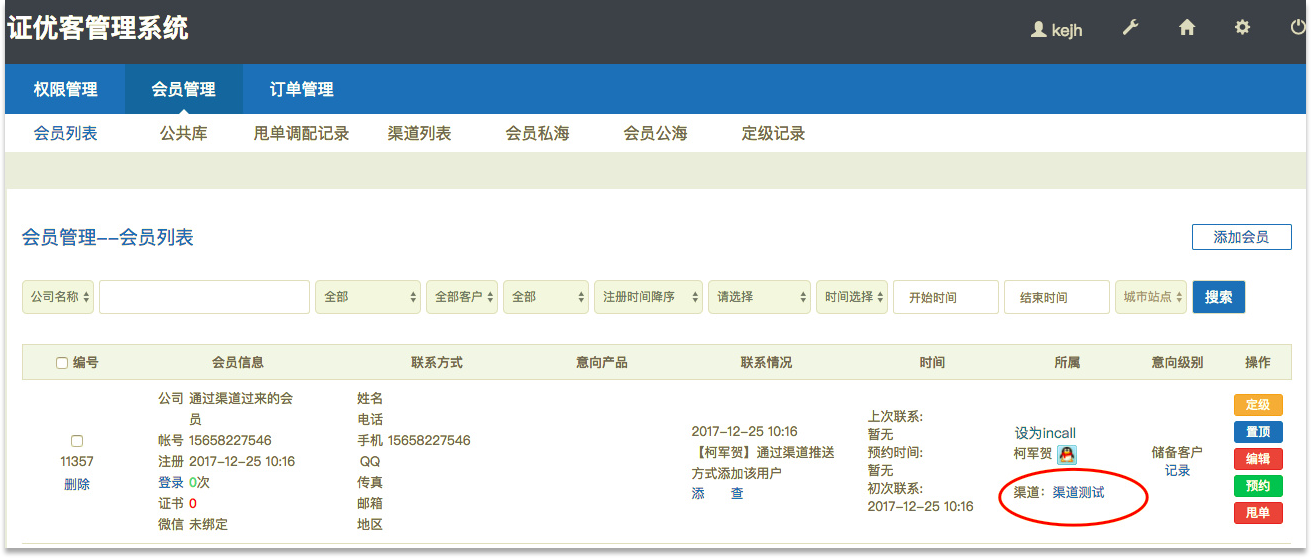 证优客管理系统
kejh
权限管理 会员管理 订单管理
会员列表 公共库 甩单调配记录 渠道列表 会员私海 会员公海 定级记录
会员管理--会员列表
添加会员
公司名称 全部 全部客户 全部 注册时间降序 请选择 时间选择 开始时间 结束时间 城市站点 搜索
编号 会员信息 联系方式 意向产品 联系情况 时间 所属 意向级别 操作
11357
删除
公司 通过渠道过来的会
员
帐号 15658227546
注册 2017-12-25 10:16
登录 0次
证书 0
微信 未绑定
姓名
电话
手机 15658227546
QQ
传真
邮箱
地区
2017-12-25 10:16
【柯军贺】通过渠道推送
方式添加该用户
添 查
上次联系:
暂无
预约时间:
暂无
初次联系:
2017-12-25 10:16
设为incall
柯军贺
渠道：渠道测试
储备客户
记录
定级
置顶
编辑
预约
甩单